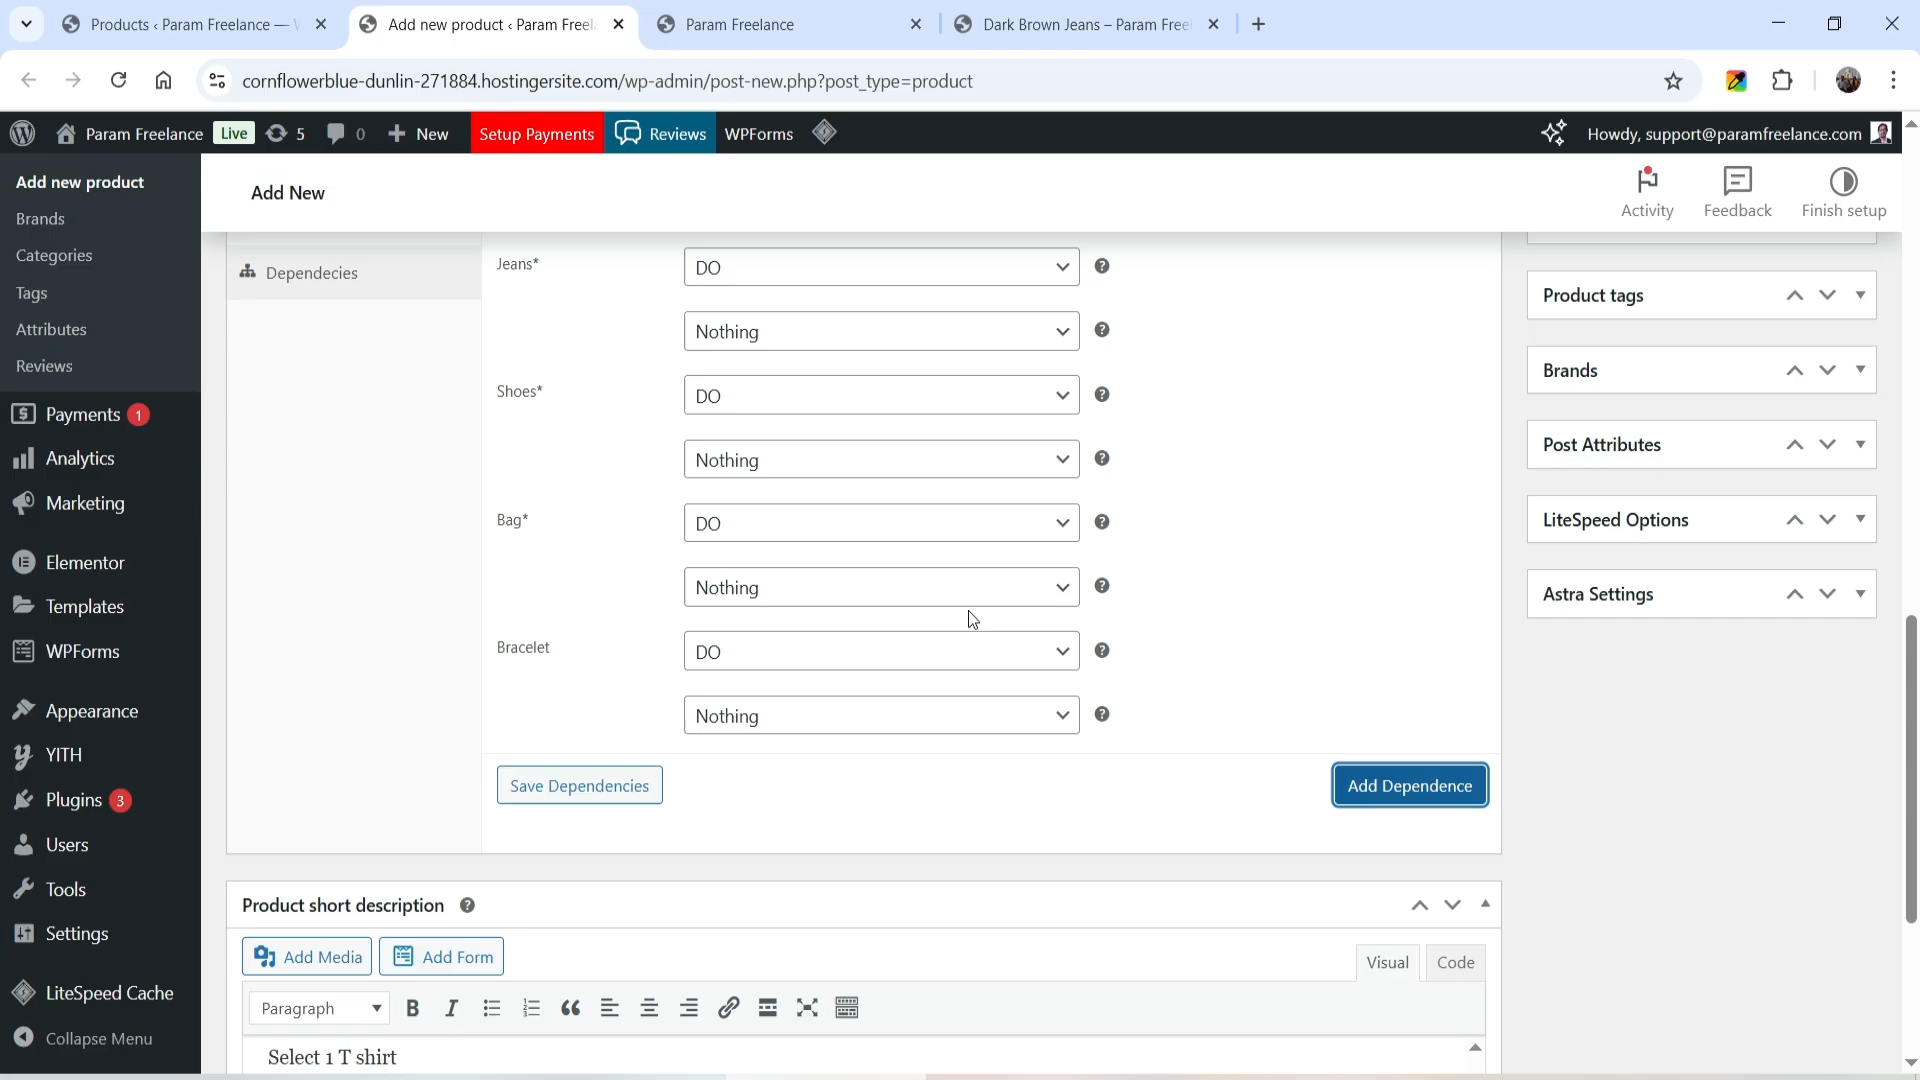 Products ‹ Param Freelance —
Add new product ‹ Param Freel
Param Freelance
Dark Brown Jeans – Param Free
cornflowerblue-dunlin-271884.hostingersite.com/wp-admin/post-new.php?post_type=product
Param Freelance Live 5 0 New Setup Payments Reviews WPForms Howdy, support@paramfreelance.com
Add New
Activity Feedback Finish setup
Add new product
Brands
Categories
Tags
Attributes
Reviews
Payments 1
Analytics
Marketing
Elementor
Templates
WPForms
Appearance
YITH
Plugins 3
Users
Tools
Settings
LiteSpeed Cache
Collapse Menu
Dependecies
Jeans* DO
Nothing
Shoes* DO
Nothing
Bag* DO
Nothing
Bracelet DO
Nothing
Save Dependencies Add Dependence
Product short description
Add Media Add Form Visual Code
Paragraph
Select 1 T shirt
Product tags
Brands
Post Attributes
LiteSpeed Options
Astra Settings